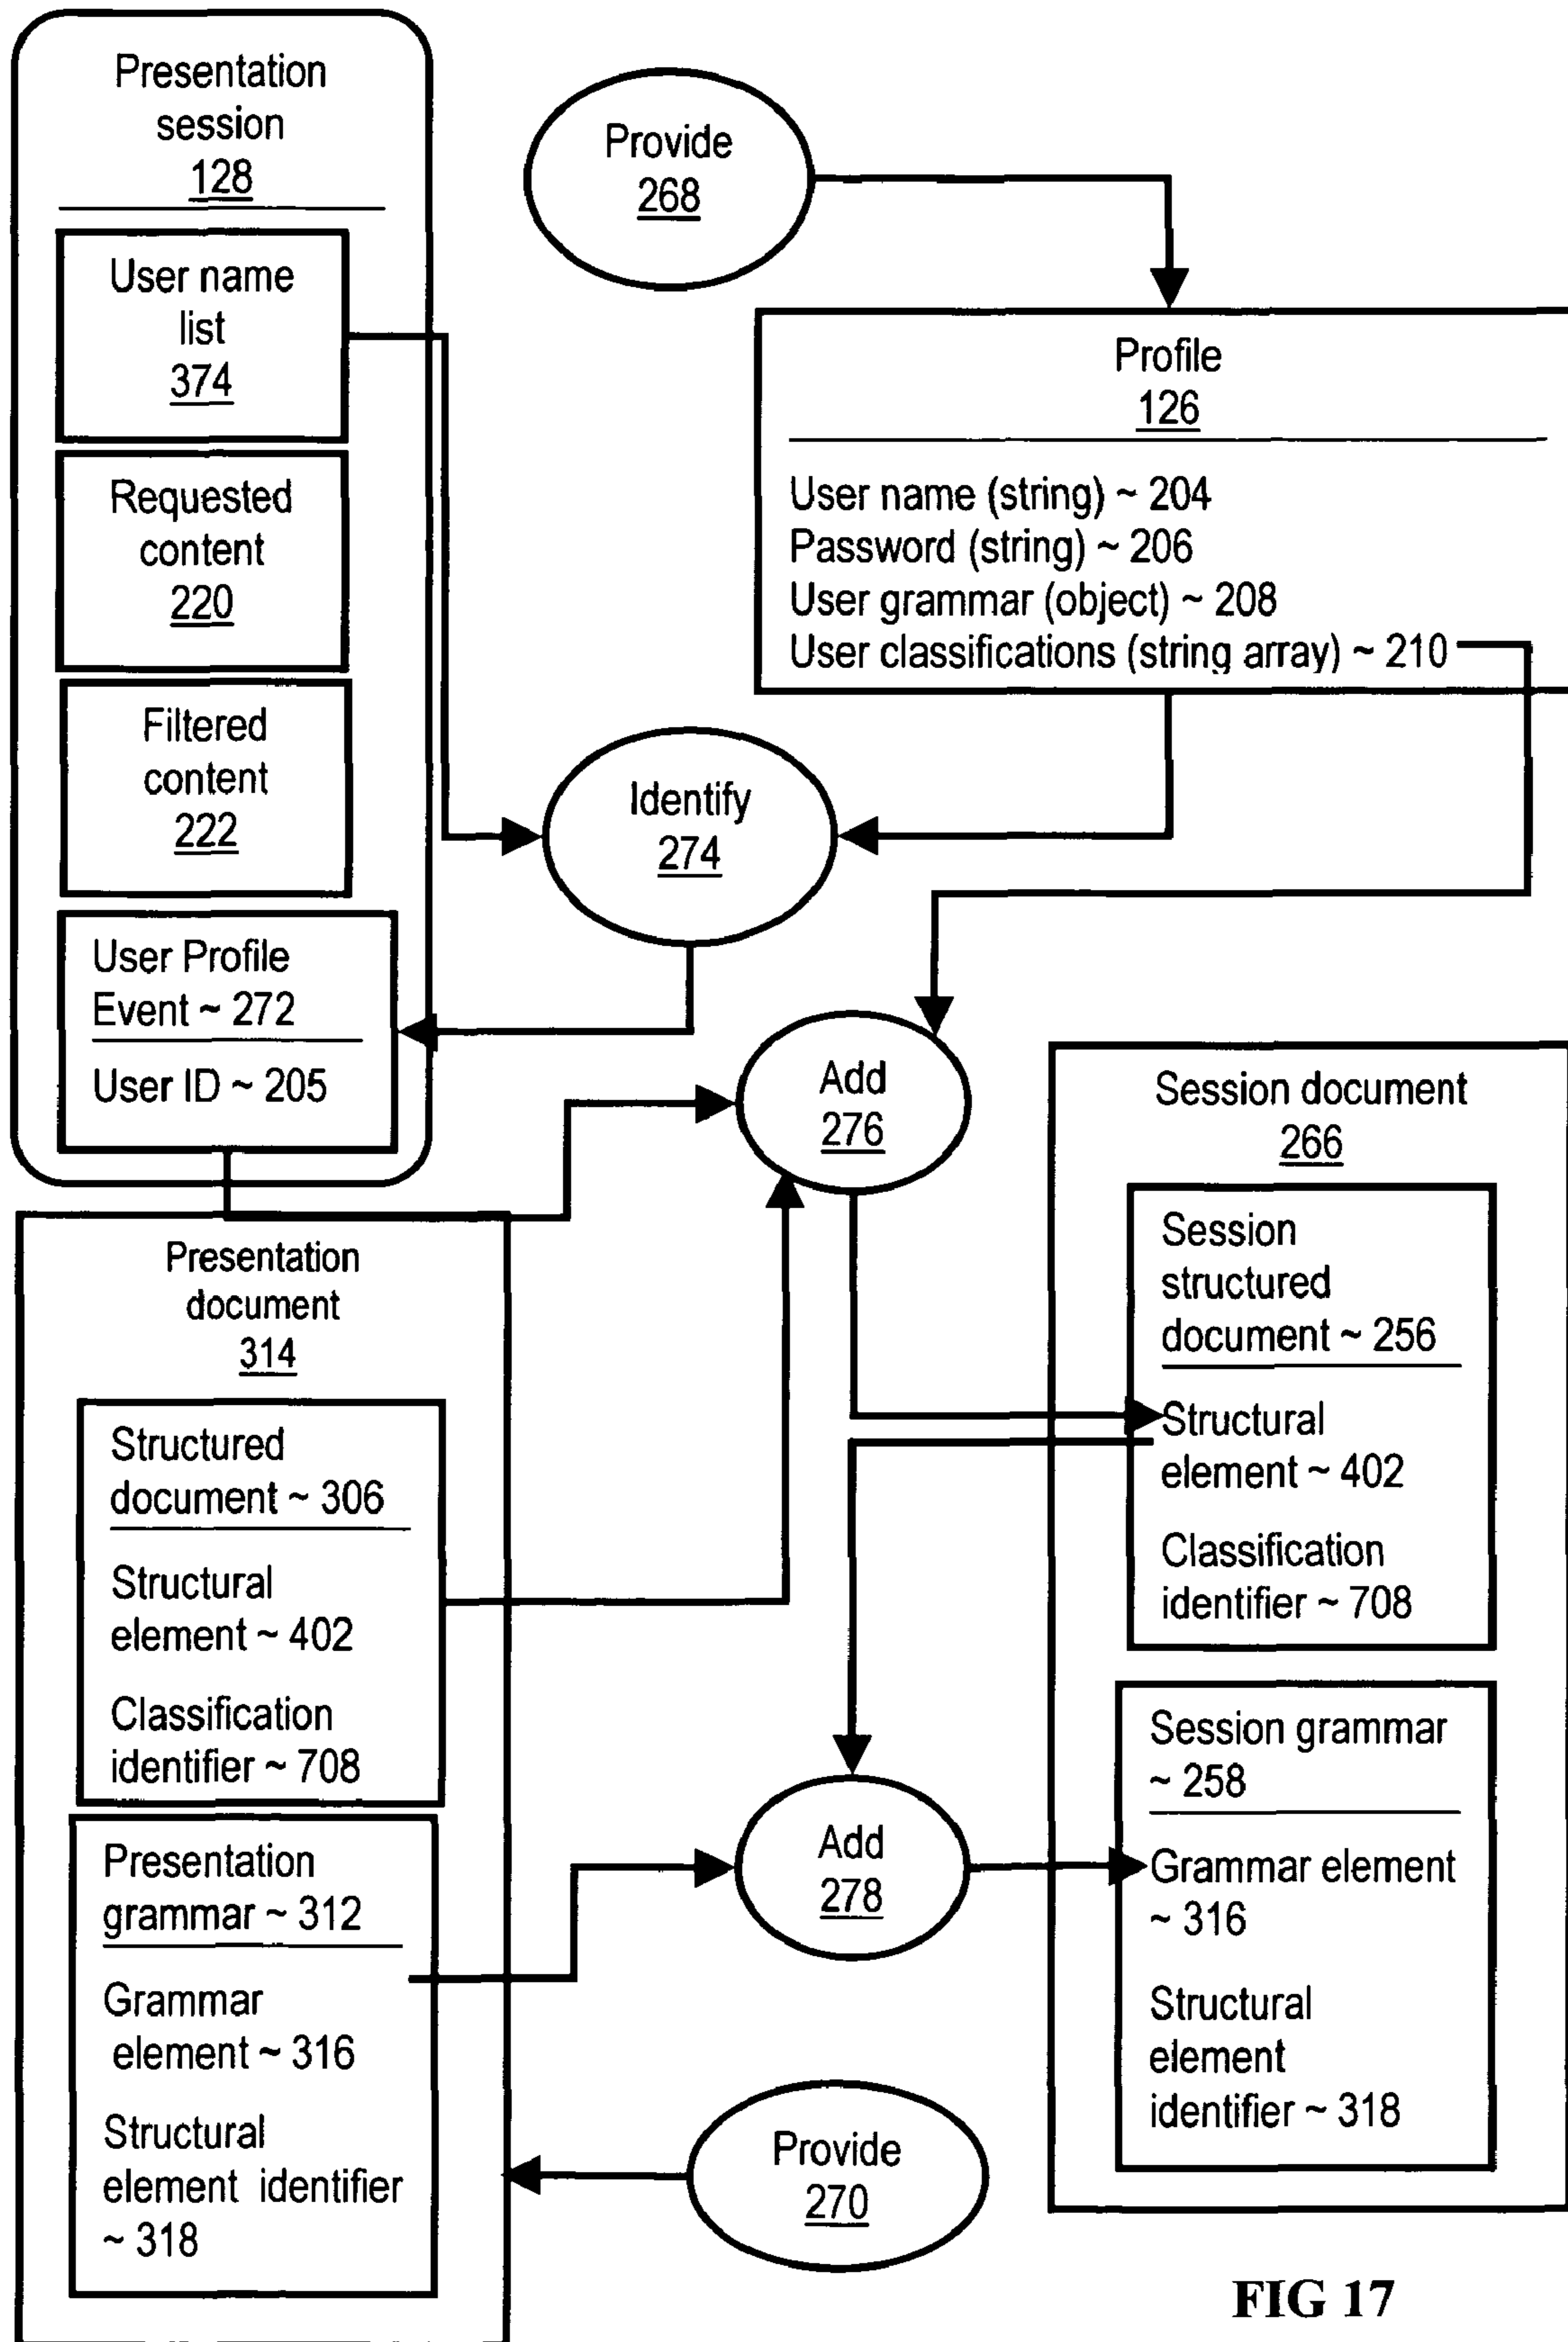 Presentation
session
128
User name
list
374
Requested
content
220
Filtered
content
222
User Profile
Event ~ 272
User ID ~ 205
Provide
268
Profile
126
User name (string) ~ 204
Password (string) ~ 206
User grammar (object) ~ 208
User classifications (string array) ~ 210
Identify
274
Add
276
Presentation
document
314
Structured
document ~ 306
Structural
element ~ 402
Classification
identifier ~ 708
Presentation
grammar ~ 312
Grammar
element ~ 316
Structural
element identifier
~ 318
Session document
266
Session
structured
document ~ 256
Structural
element ~ 402
Classification
identifier ~ 708
Session grammar
~ 258
Grammar element
~ 316
Structural
element
identifier ~ 318
Add
278
Provide
270
FIG 17